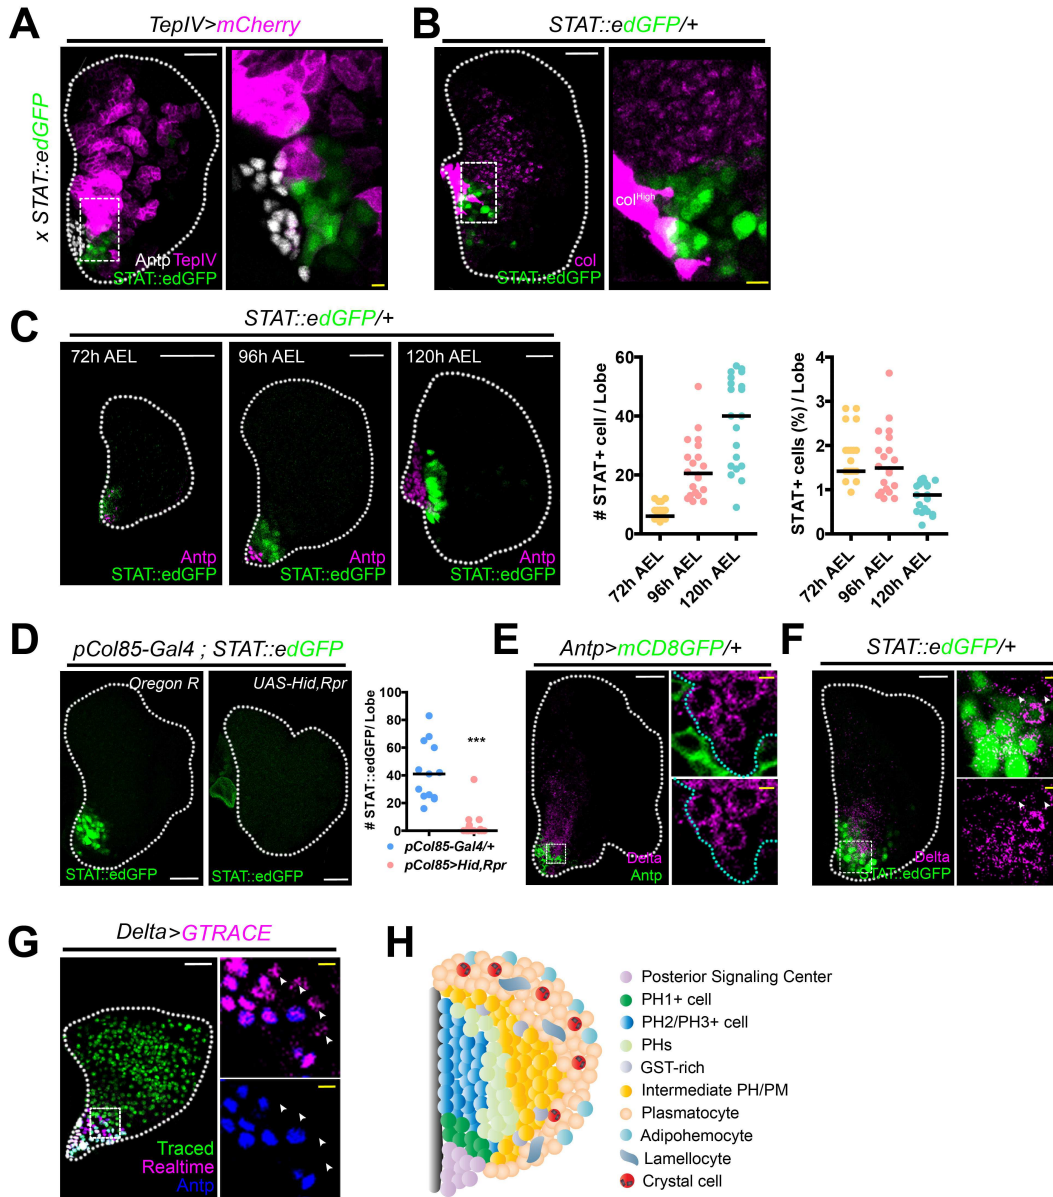 A
TepIV>mCherry
x STAT::edGFP
Antp TepIV
STAT::edGFP
B
STAT::edGFP/+
colHigh
col
STAT::edGFP
C
STAT::edGFP/+
72h AEL
96h AEL
120h AEL
Antp
STAT::edGFP
Antp
STAT::edGFP
Antp
STAT::edGFP
# STAT+ cell / Lobe
60
40
20
0
72h AEL
96h AEL
120h AEL
STAT+ cells (%) / Lobe
4
3
2
1
0
72h AEL
96h AEL
120h AEL
D
pCol85-Gal4 ; STAT::edGFP
Oregon R
UAS-Hid,Rpr
STAT::edGFP
STAT::edGFP
# STAT::edGFP/ Lobe
100
80
60
40
20
0
***
pCol85-Gal4/+
pCol85>Hid,Rpr
E
Antp>mCD8GFP/+
Delta
Antp
F
STAT::edGFP/+
Delta
STAT::edGFP
G
Delta>GTRACE
Traced
Realtime
Antp
H
Posterior Signaling Center
PH1+ cell
PH2/PH3+ cell
PHs
GST-rich
Intermediate PH/PM
Plasmatocyte
Adipohemocyte
Lamellocyte
Crystal cell